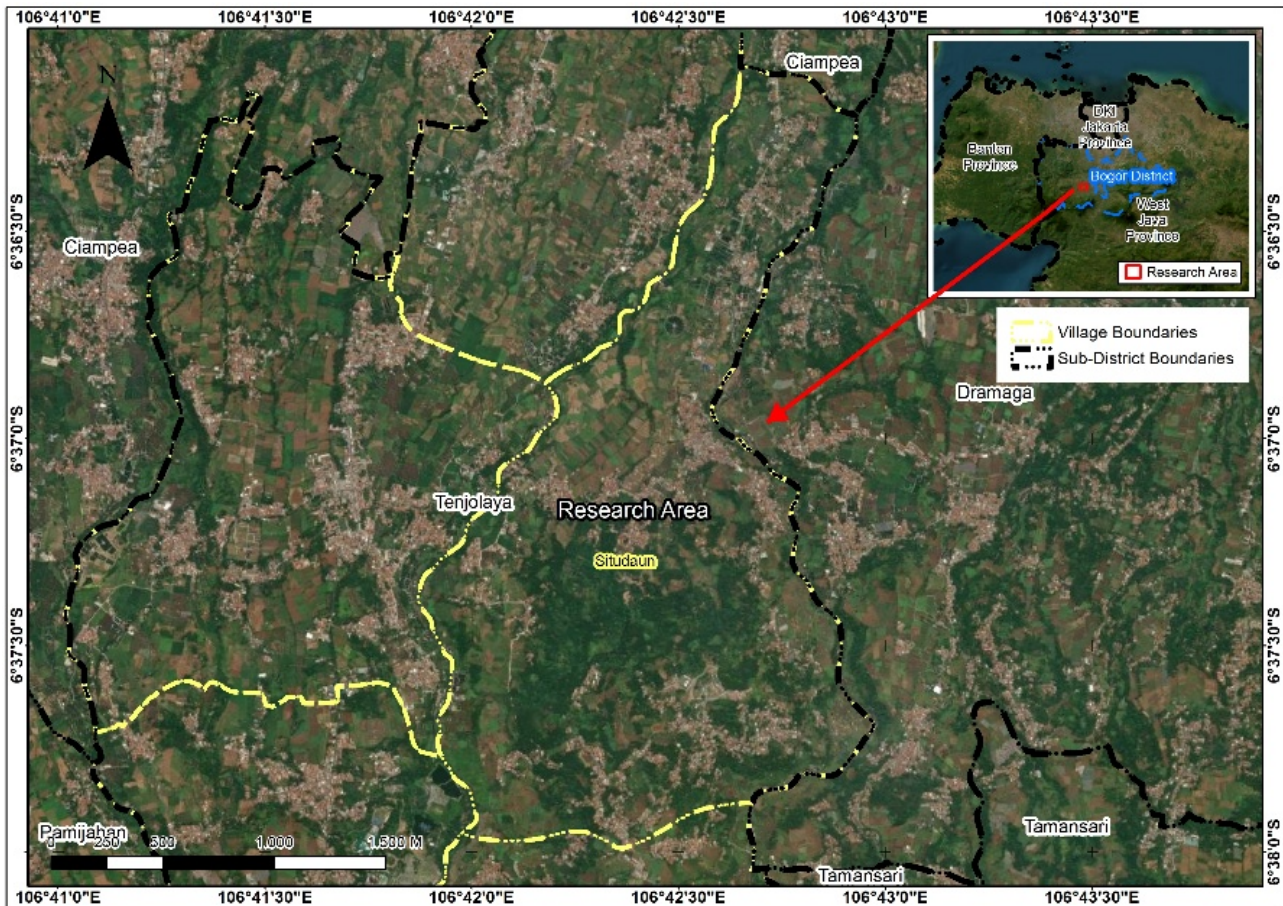 106°41'0"E 106°41'30"E 106°42'0"E 106°42'30"E 106°43'0"E 106°43'30"E
N
Ciampea
DKI
Jakarta
Province
Banten
Province
Bogor District
West
Java
Province
Research Area
6°36'30"S
6°36'30"S
Ciampea
Village Boundaries
Sub-District Boundaries
Dramaga
6°37'0"S
6°37'0"S
Tenjolaya
Research Area
Situdaun
6°37'30"S
6°37'30"S
Pamijahan
0 250 500 1.000 1.500 M
Tamansari
Tamansari
6°38'0"S
106°41'0"E 106°41'30"E 106°42'0"E 106°42'30"E 106°43'0"E 106°43'30"E